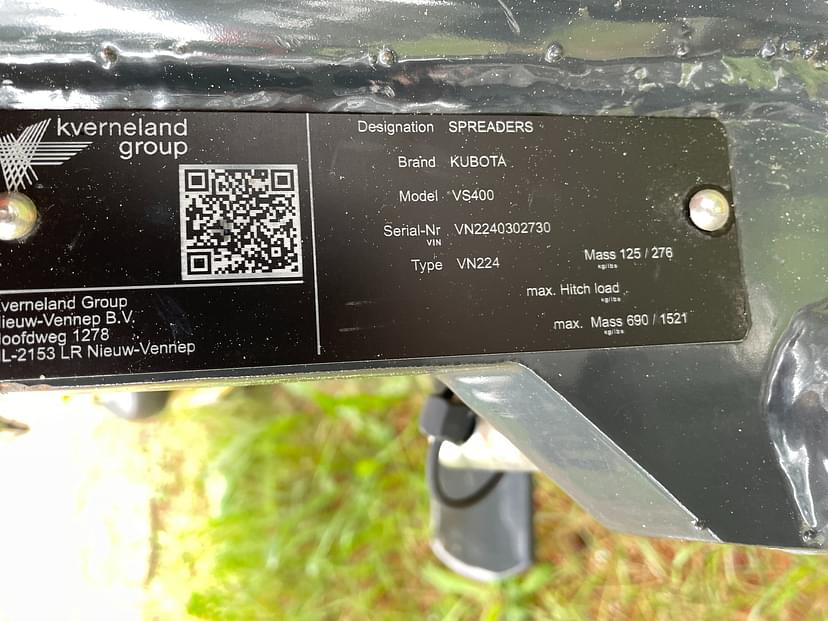 kverneland
group
Designation SPREADERS
Brand KUBOTA
Model VS400
Serial-Nr VN2240302730
VIN
Type VN224
Mass 125 / 276
kg/lbs
max. Hitch load
kg/lbs
max. Mass 690 / 1521
kg/lbs
verneland Group
ieuw-Vennep B.V.
oofdweg 1278
L-2153 LR Nieuw-Vennep